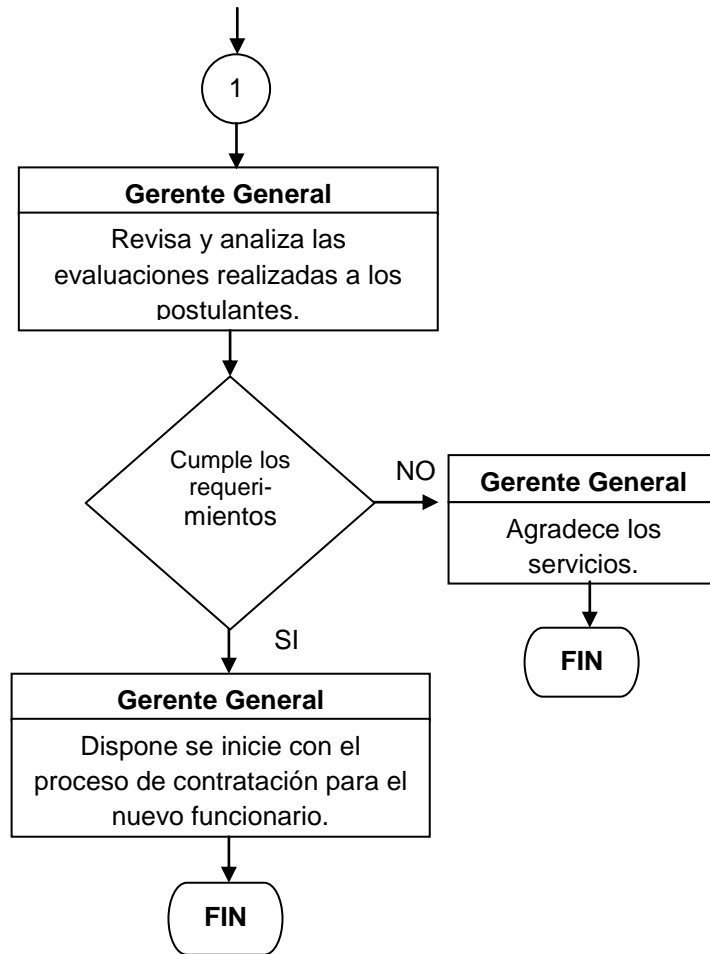 1
Gerente General
Revisa y analiza las
evaluaciones realizadas a los
postulantes.
Cumple los
requeri-
mientos
NO
Gerente General
Agradece los
servicios.
FIN
SI
Gerente General
Dispone se inicie con el
proceso de contratación para el
nuevo funcionario.
FIN